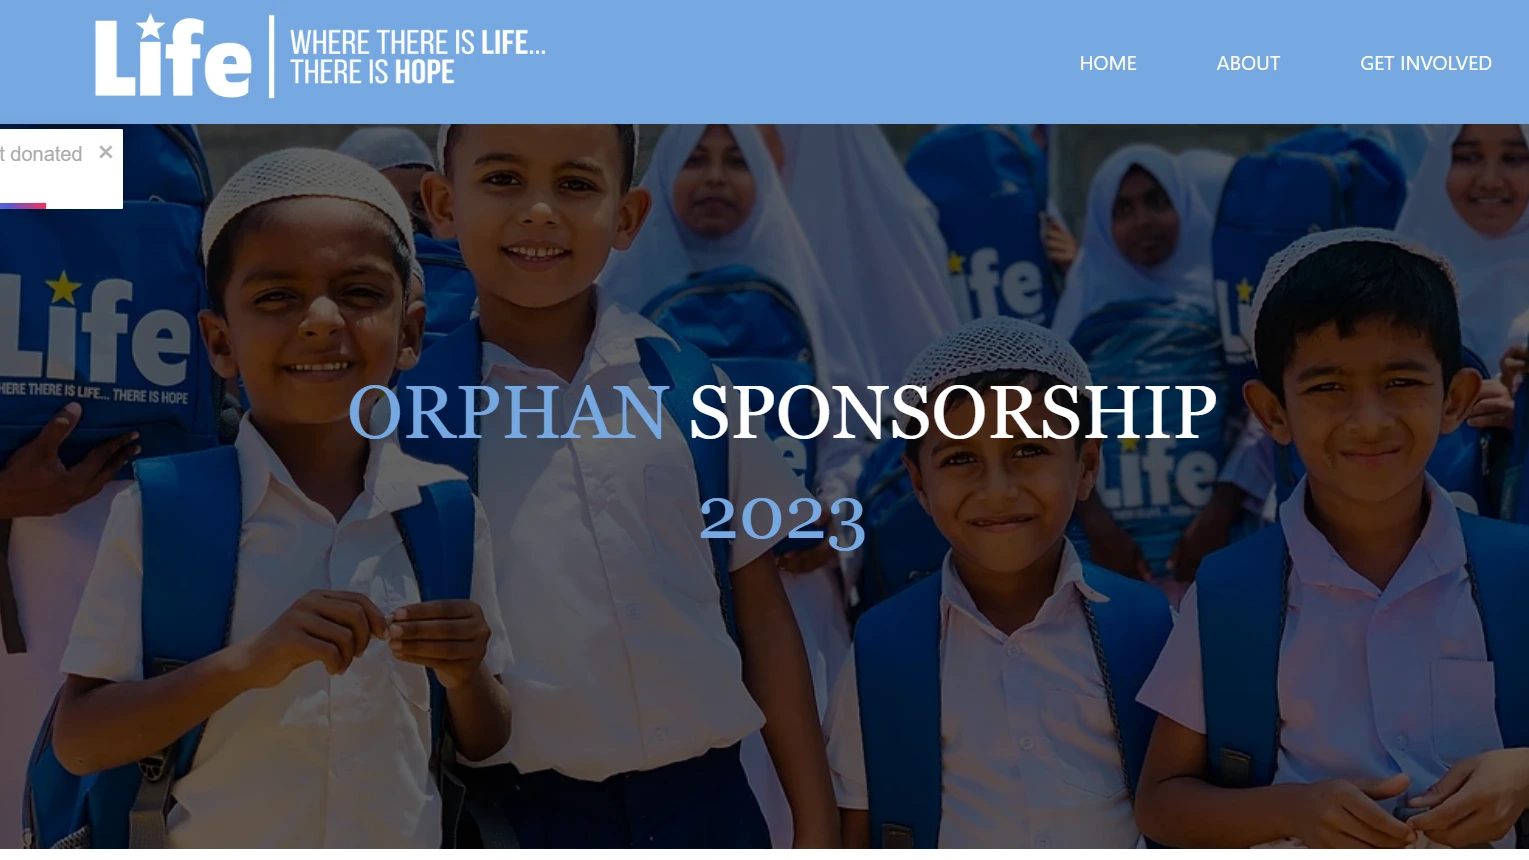 Life
WHERE THERE IS LIFE...
THERE IS HOPE
HOME
ABOUT
GET INVOLVED
t donated ×
Life
HERE THERE IS LIFE... THERE IS HOPE
Life
ORPHAN SPONSORSHIP
Life
2023